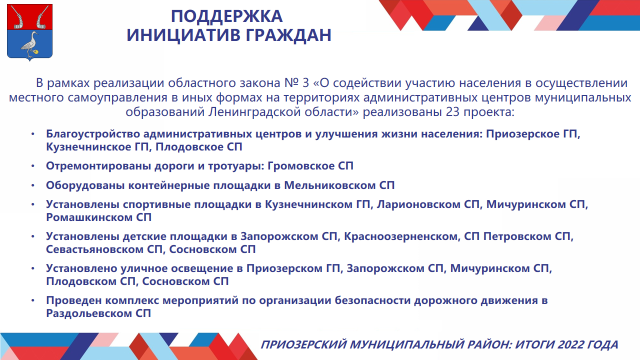 ПОДДЕРЖКА
ИНИЦИАТИВ ГРАЖДАН
В рамках реализации областного закона № 3 «О содействии участию населения в осуществлении
местного самоуправления в иных формах на территориях административных центров муниципальных
образований Ленинградской области» реализованы 23 проекта:
• Благоустройство административных центров и улучшения жизни населения: Приозерское ГП,
Кузнечнинское ГП, Плодовское СП
• Отремонтированы дороги и тротуары: Громовское СП
• Оборудованы контейнерные площадки в Мельниковском СП
• Установлены спортивные площадки в Кузнечинском ГП, Ларионовском СП, Мичуринском СП,
Ромашкинском СП
• Установлены детские площадки в Запорожском СП, Красноозерненском, СП Петровском СП,
Севастьяновском СП, Сосновском СП
• Установлено уличное освещение в Приозерском ГП, Запорожском СП, Мичуринском СП,
Плодовском СП, Сосновском СП
• Проведен комплекс мероприятий по организации безопасности дорожного движения в
Раздольевском СП
ПРИОЗЕРСКИЙ МУНИЦИПАЛЬНЫЙ РАЙОН: ИТОГИ 2022 ГОДА